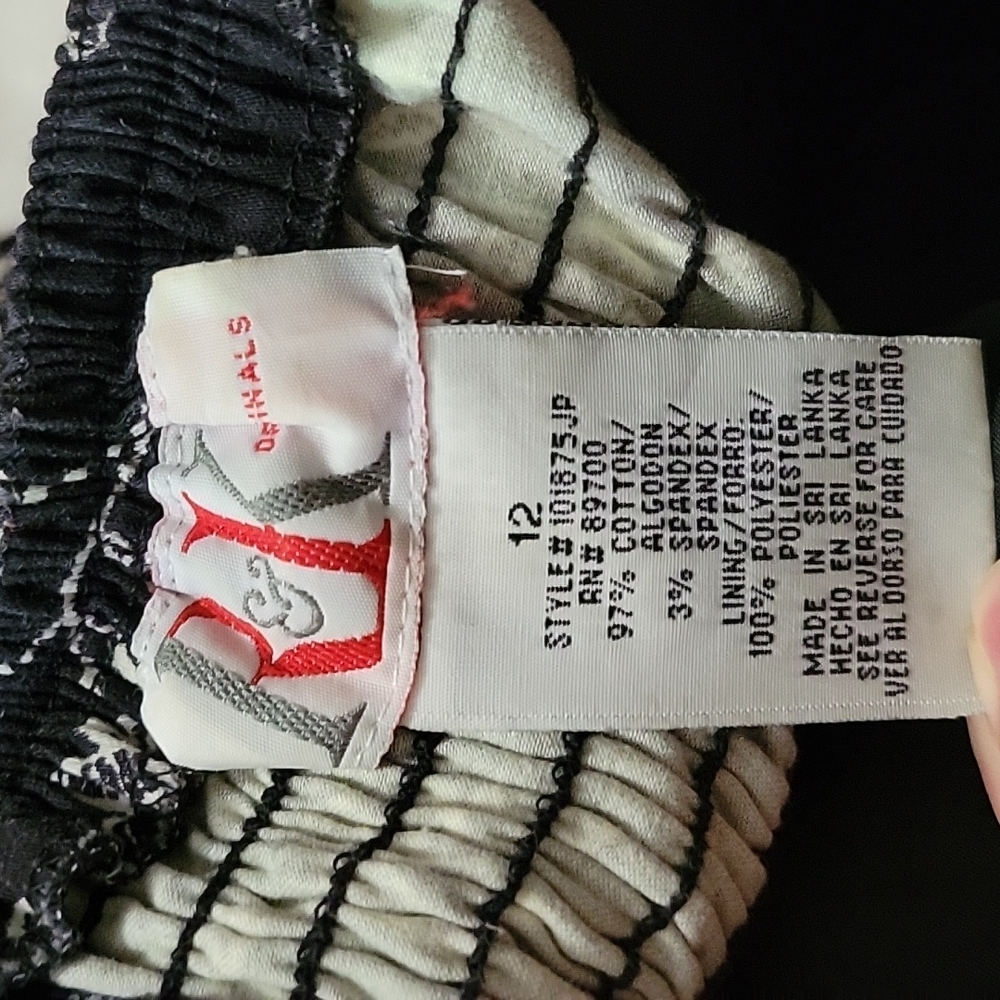 ORIGINALS
12
STYLE# 101875JP
RN# 89700
97% COTTON/
ALGODON
3% SPANDEX/
SPANDEX
LINING/FORRO
100% POLYESTER/
POLIESTER
MADE IN SRI LANKA
HECHO EN SRI LANKA
SEE REVERSE FOR CARE
VER AL DORSO PARA CUIDADO